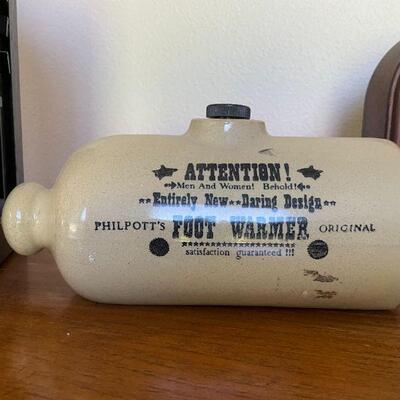 ATTENTION!
Men And Women! Behold!
Entirely New Daring Design
PHILPOTT'S FOOT WARMER ORIGINAL
satisfaction guaranteed !!!